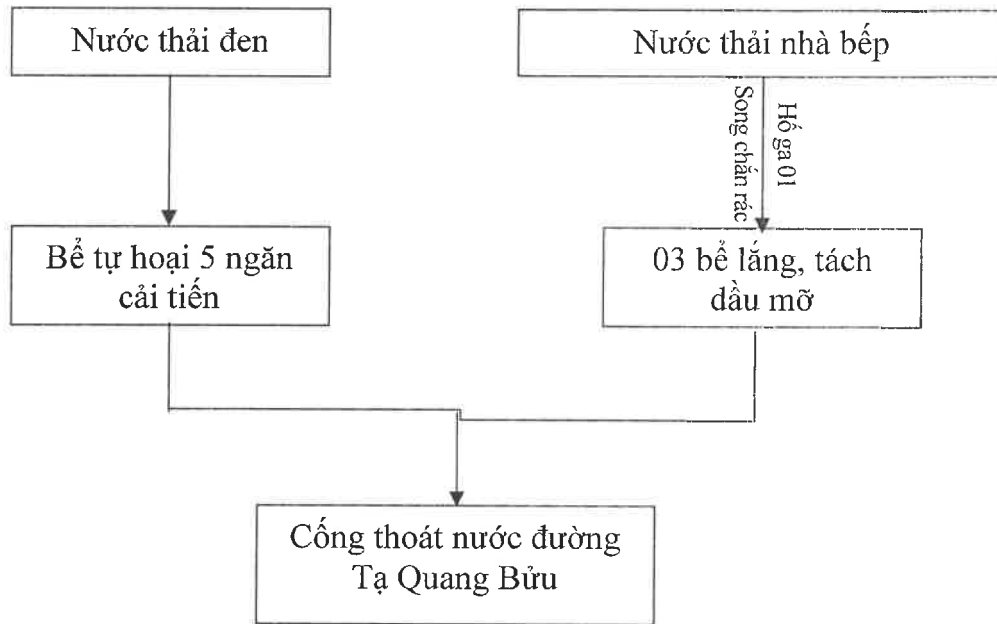 Nước thải đen
Nước thải nhà bếp
Song chắn rác
Hố ga 01
Bể tự hoại 5 ngăn
cải tiến
03 bể lắng, tách
dầu mỡ
Cống thoát nước đường
Tạ Quang Bửu